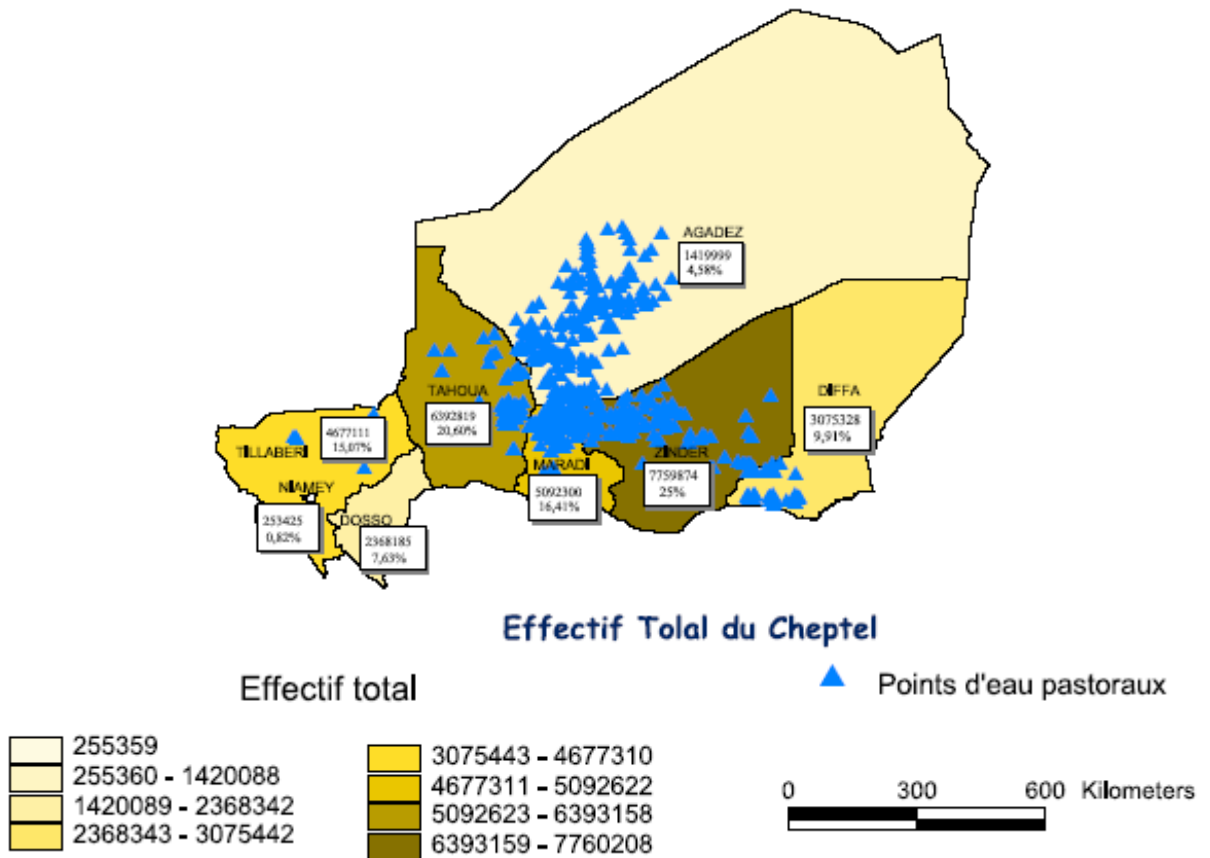 AGADEZ
1419999
4,58%
TAHOUA
6392819
20,60%
DIFFA
3075328
9,91%
4677111
15,07%
TILLABERI
ZINDER
7759874
25%
MARADI
5092300
16,41%
NIAMEY
253425
0,82%
DOSSO
2368185
7,63%
Effectif Tolal du Cheptel
Effectif total
Points d'eau pastoraux
255359
255360 - 1420088
1420089 - 2368342
2368343 - 3075442
3075443 - 4677310
4677311 - 5092622
5092623 - 6393158
6393159 - 7760208
0 300 600 Kilometers